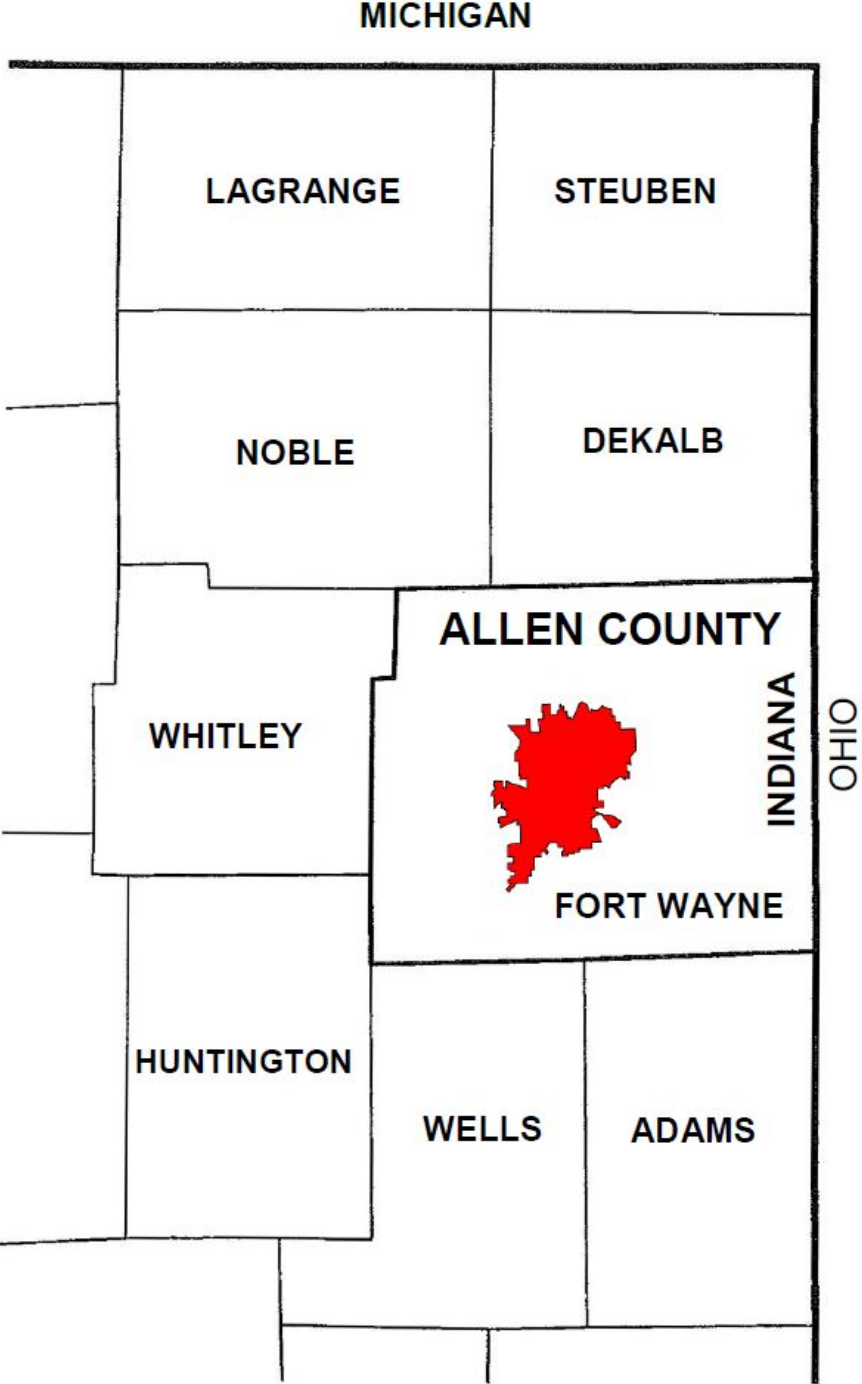 MICHIGAN
LAGRANGE
STEUBEN
NOBLE
DEKALB
ALLEN COUNTY
WHITLEY
INDIANA
OHIO
FORT WAYNE
HUNTINGTON
WELLS
ADAMS